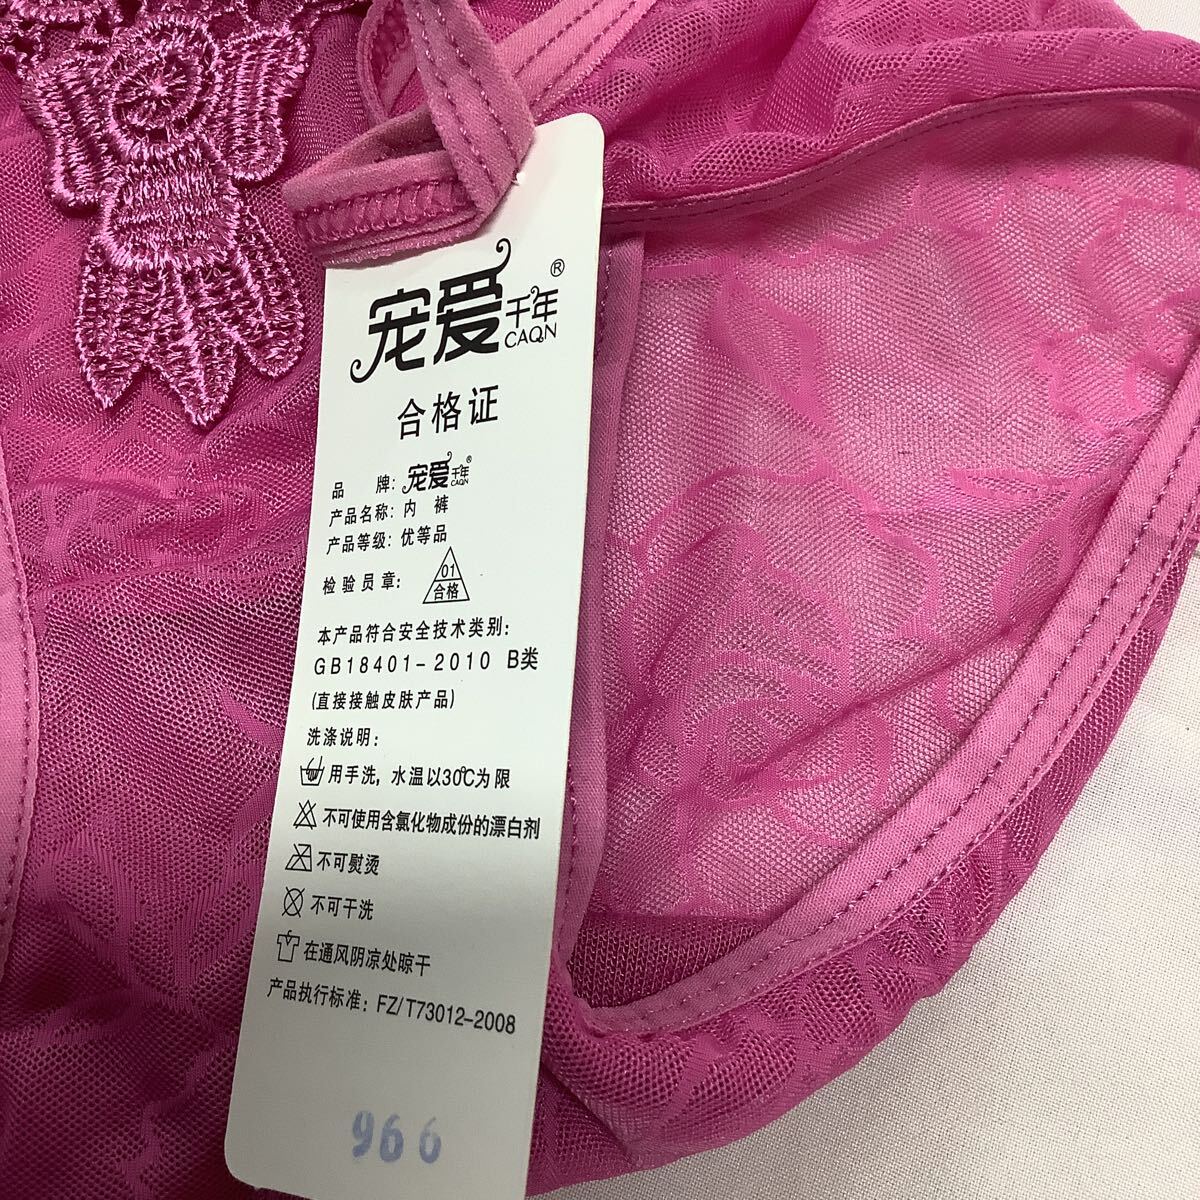 宠爱千年®
CAQN
合格证
品 牌：宠爱千年®
CAQN
产品名称：内 裤
产品等级：优等品
检验员章：01
合格
本产品符合安全技术类别：
GB18401-2010 B类
(直接接触皮肤产品)
洗涤说明：
用手洗，水温以30℃为限
不可使用含氯化物成份的漂白剂
不可熨烫
不可干洗
在通风阴凉处晾干
产品执行标准：FZ/T73012-2008
966